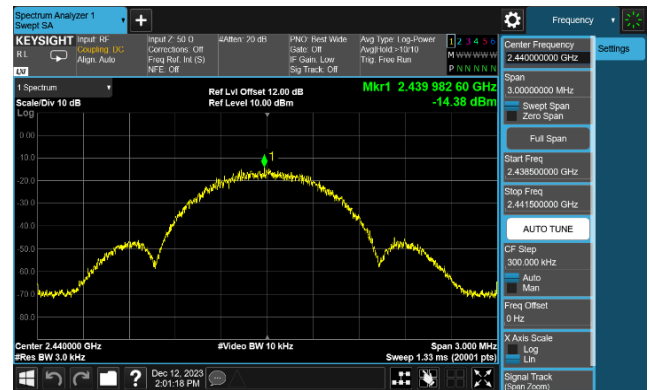 Spectrum Analyzer 1
Swept SA
Frequency
KEYSIGHT
RL
LXI
Input: RF
Coupling: DC
Align: Auto
Input Z: 50 Ω
Corrections: Off
Freq Ref: Int (S)
NFE: Off
#Atten: 20 dB
PNO: Best Wide
Gate: Off
IF Gain: Low
Sig Track: Off
Avg Type: Log-Power
Avg|Hold:>10/10
Trig: Free Run
1 2 3 4 5 6
M W W W W W
P N N N N N
1 Spectrum
Scale/Div 10 dB
Log
Ref Lvl Offset 12.00 dB
Ref Level 10.00 dBm
Mkr1 2.439 982 60 GHz
-14.38 dBm
1
0.00
-10.0
-20.0
-30.0
-40.0
-50.0
-60.0
-70.0
-80.0
Center 2.440000 GHz
#Res BW 3.0 kHz
#Video BW 10 kHz
Span 3.000 MHz
Sweep 1.33 ms (20001 pts)
Dec 12, 2023
2:01:18 PM
Center Frequency
2.440000000 GHz
Settings
Span
3.00000000 MHz
Swept Span
Zero Span
Full Span
Start Freq
2.438500000 GHz
Stop Freq
2.441500000 GHz
AUTO TUNE
CF Step
300.000 kHz
Auto
Man
Freq Offset
0 Hz
X Axis Scale
Log
Lin
Signal Track
(Span Zoom)